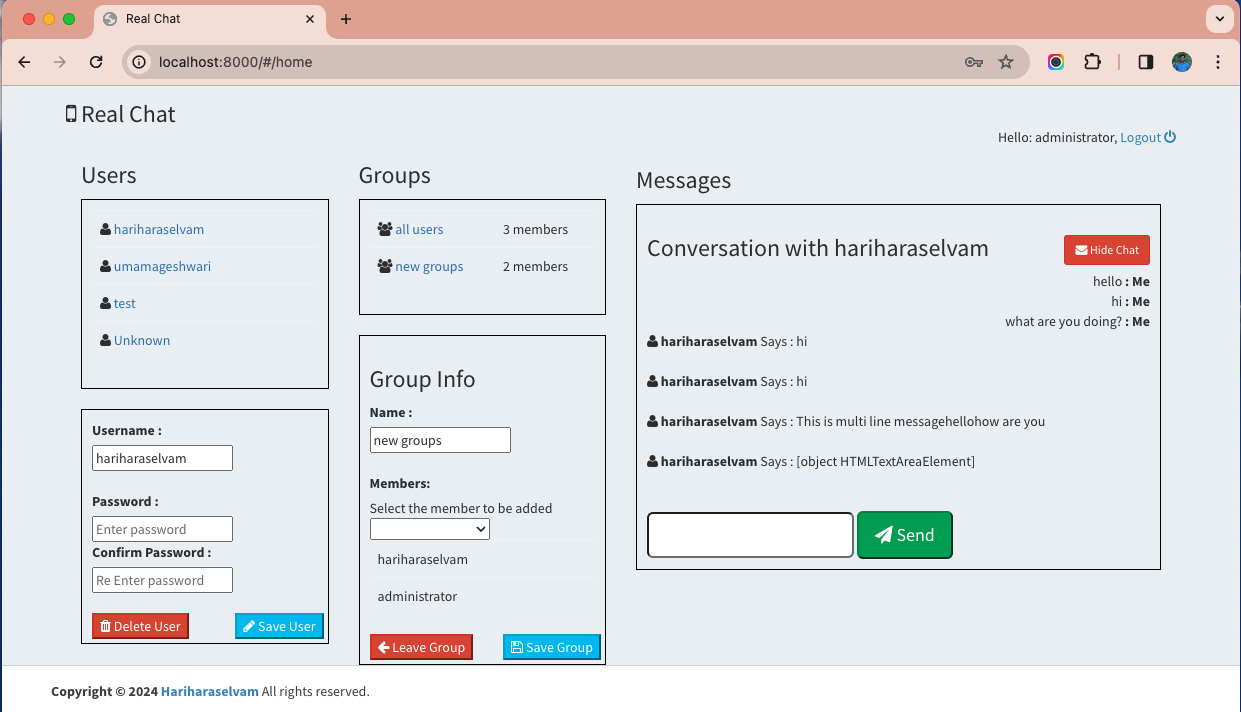 Real Chat
localhost:8000/#/home
Real Chat
Hello: administrator, Logout
Users
hariharaselvam
umamageshwari
test
Unknown
Username :
hariharaselvam
Password :
Enter password
Confirm Password :
Re Enter password
Delete User
Save User
Groups
all users 3 members
new groups 2 members
Group Info
Name :
new groups
Members:
Select the member to be added
hariharaselvam
administrator
Leave Group
Save Group
Messages
Conversation with hariharaselvam
Hide Chat
hello : Me
hi : Me
what are you doing? : Me
hariharaselvam Says : hi
hariharaselvam Says : hi
hariharaselvam Says : This is multi line messagehellohow are you
hariharaselvam Says : [object HTMLTextAreaElement]
Send
Copyright © 2024 Hariharaselvam All rights reserved.